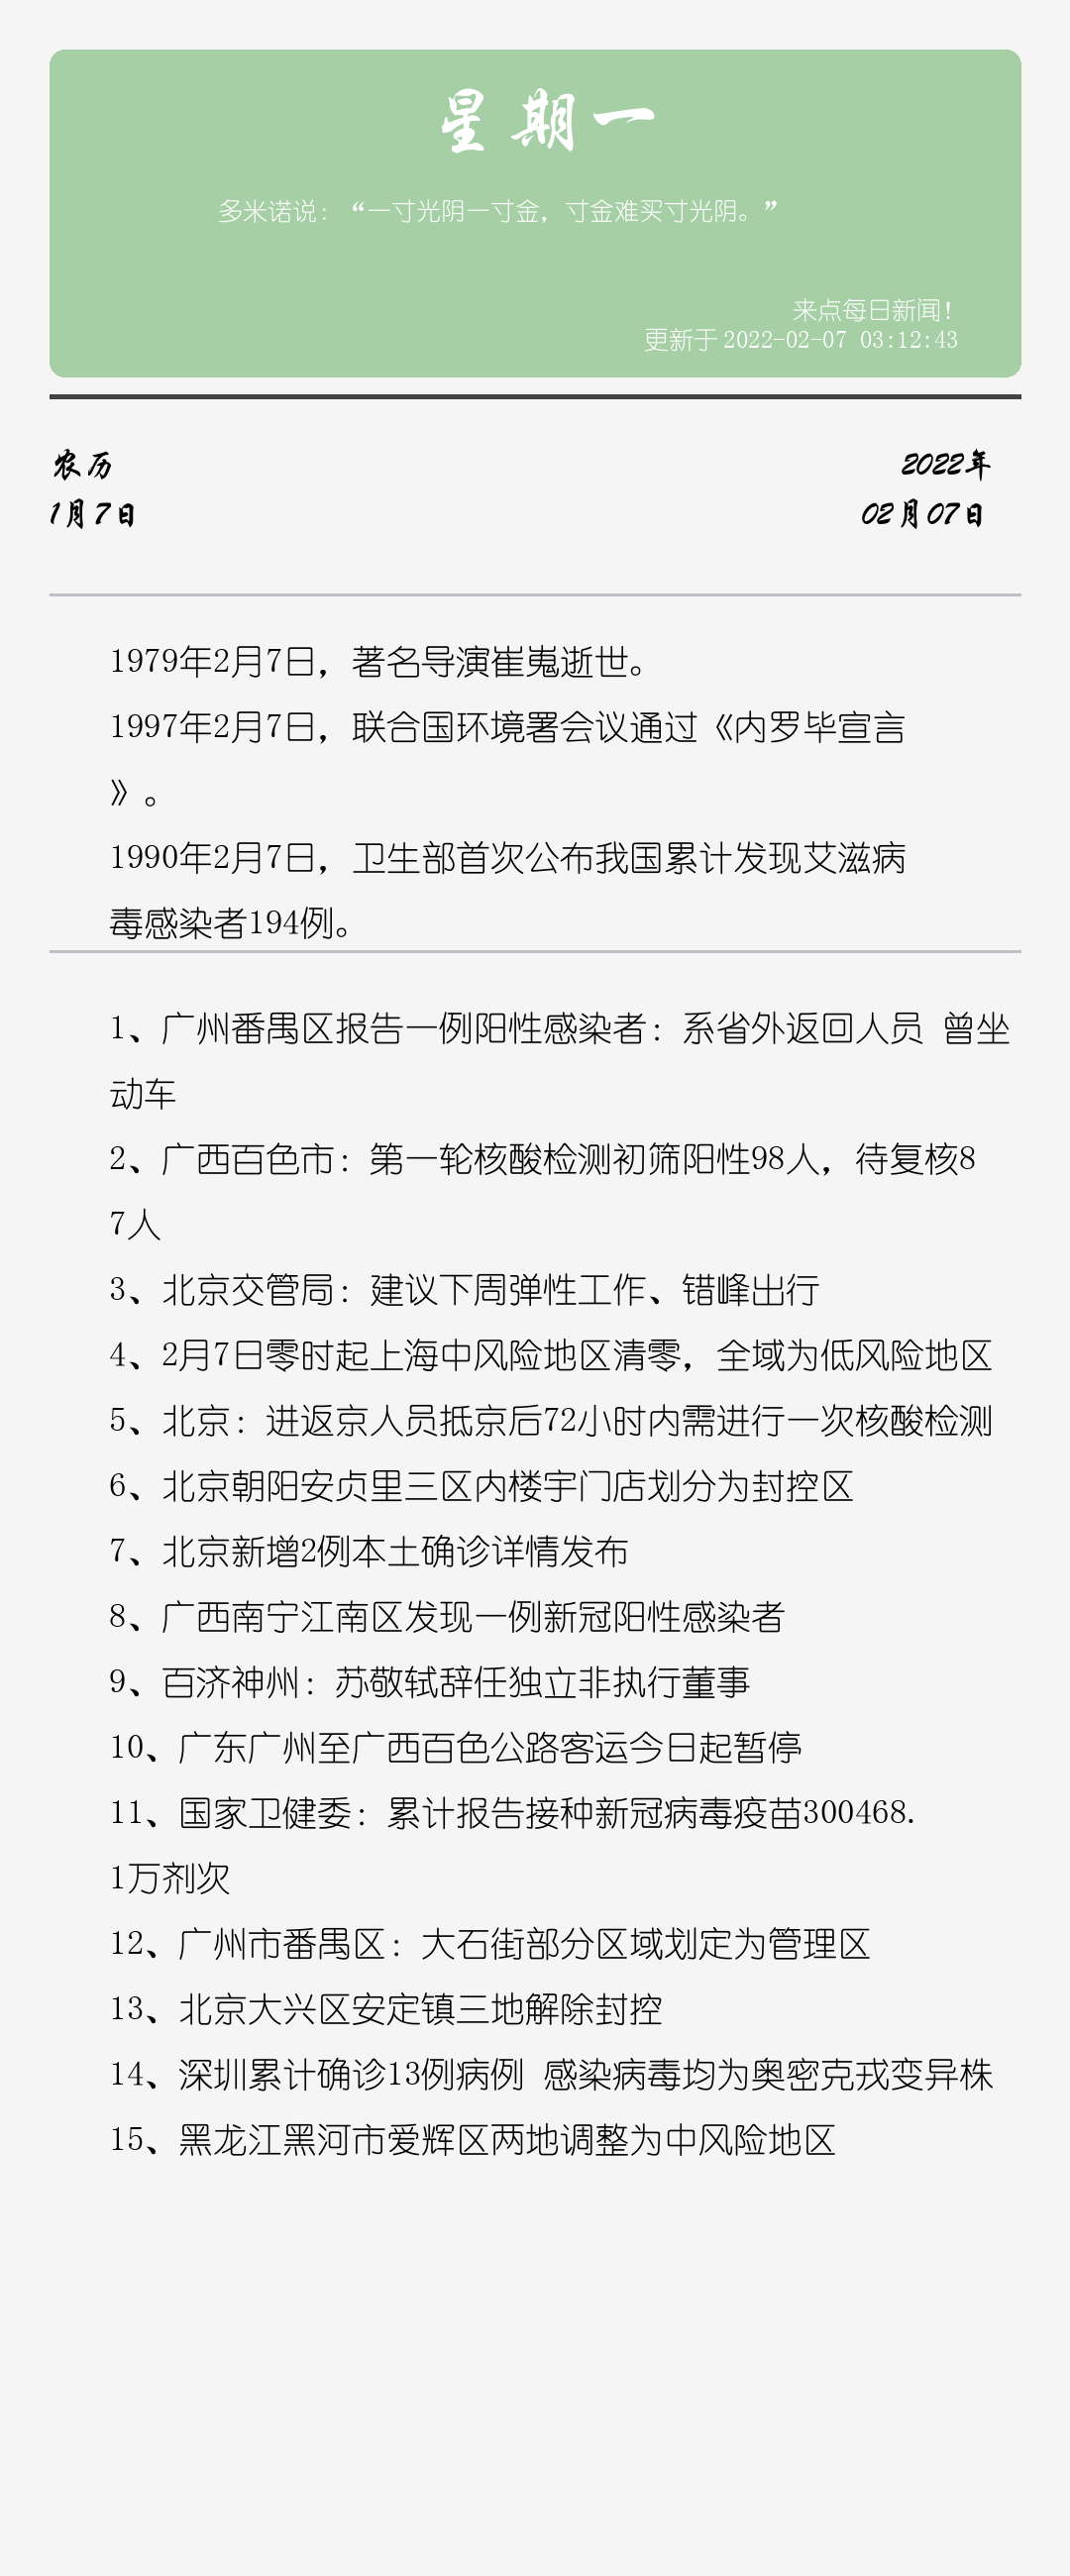 星期一
多米诺说：“一寸光阴一寸金，寸金难买寸光阴。”
来点每日新闻！
更新于 2022-02-07 03:12:43
农历
2022年
1月7日
02月07日
1979年2月7日，著名导演崔嵬逝世。
1997年2月7日，联合国环境署会议通过《内罗毕宣言
》。
1990年2月7日，卫生部首次公布我国累计发现艾滋病
毒感染者194例。
1、广州番禺区报告一例阳性感染者：系省外返回人员 曾坐
动车
2、广西百色市：第一轮核酸检测初筛阳性98人，待复核8
7人
3、北京交管局：建议下周弹性工作、错峰出行
4、2月7日零时起上海中风险地区清零，全域为低风险地区
5、北京：进返京人员抵京后72小时内需进行一次核酸检测
6、北京朝阳安贞里三区内楼宇门店划分为封控区
7、北京新增2例本土确诊详情发布
8、广西南宁江南区发现一例新冠阳性感染者
9、百济神州：苏敬轼辞任独立非执行董事
10、广东广州至广西百色公路客运今日起暂停
11、国家卫健委：累计报告接种新冠病毒疫苗300468.
1万剂次
12、广州市番禺区：大石街部分区域划定为管理区
13、北京大兴区安定镇三地解除封控
14、深圳累计确诊13例病例 感染病毒均为奥密克戎变异株
15、黑龙江黑河市爱辉区两地调整为中风险地区